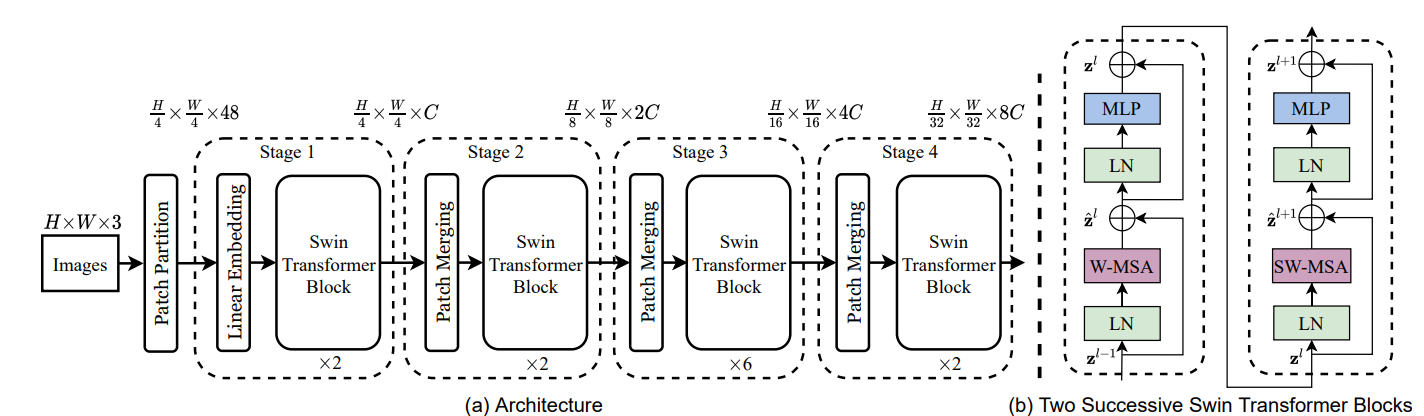 H/4 × W/4 × 48
H/4 × W/4 × C
H/8 × W/8 × 2C
H/16 × W/16 × 4C
H/32 × W/32 × 8C
Stage 1
Stage 2
Stage 3
Stage 4
H×W×3
Images
Patch Partition
Linear Embedding
Swin
Transformer
Block
×2
Patch Merging
Swin
Transformer
Block
×2
Patch Merging
Swin
Transformer
Block
×6
Patch Merging
Swin
Transformer
Block
×2
(a) Architecture
z^l
MLP
LN
ẑ^l
W-MSA
LN
z^{l-1}
z^{l+1}
MLP
LN
ẑ^{l+1}
SW-MSA
LN
z^l
(b) Two Successive Swin Transformer Blocks